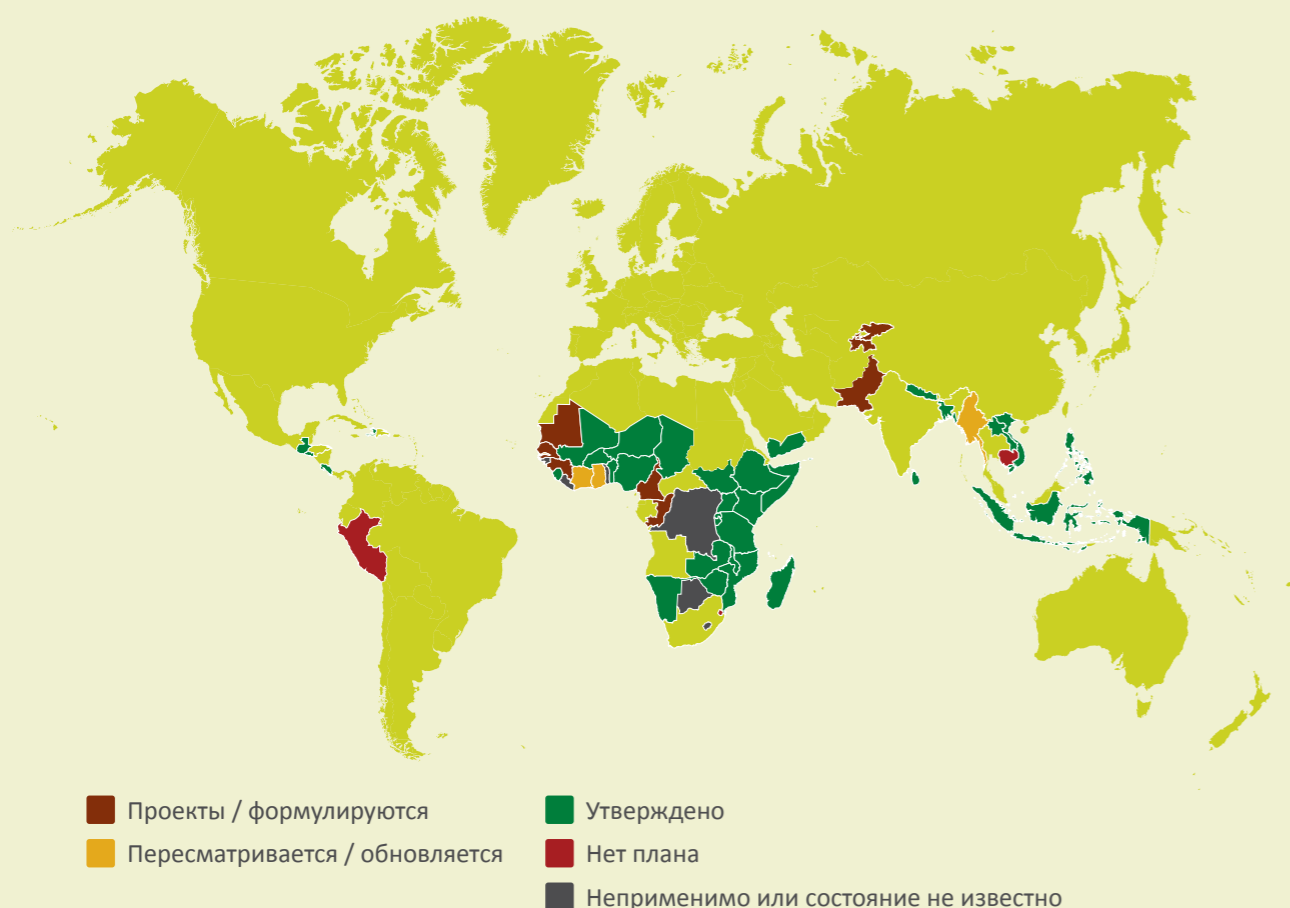 Проекты / формулируются
Пересматривается / обновляется
Утверждено
Нет плана
Неприменимо или состояние не известно